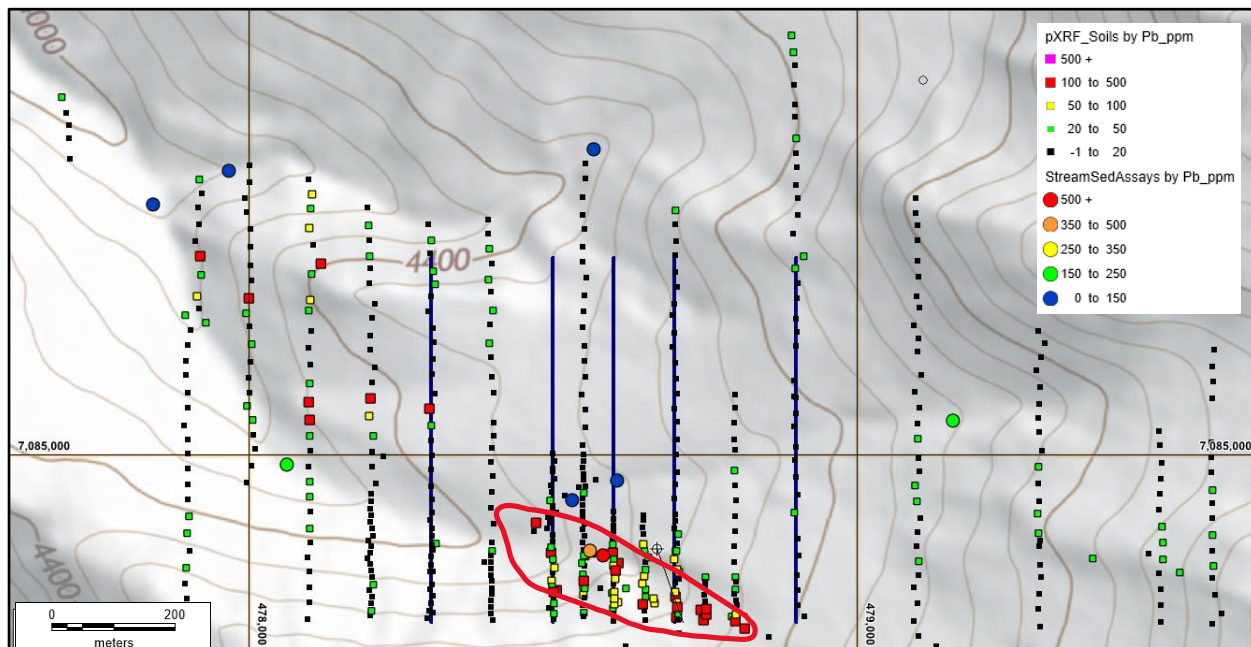 4000
pXRF_Soils by Pb_ppm
500 +
100 to 500
50 to 100
20 to 50
-1 to 20
StreamSedAssays by Pb_ppm
500 +
350 to 500
250 to 350
150 to 250
0 to 150
4400
7,085,000
7,085,000
4400
0 200
meters
478,000
479,000